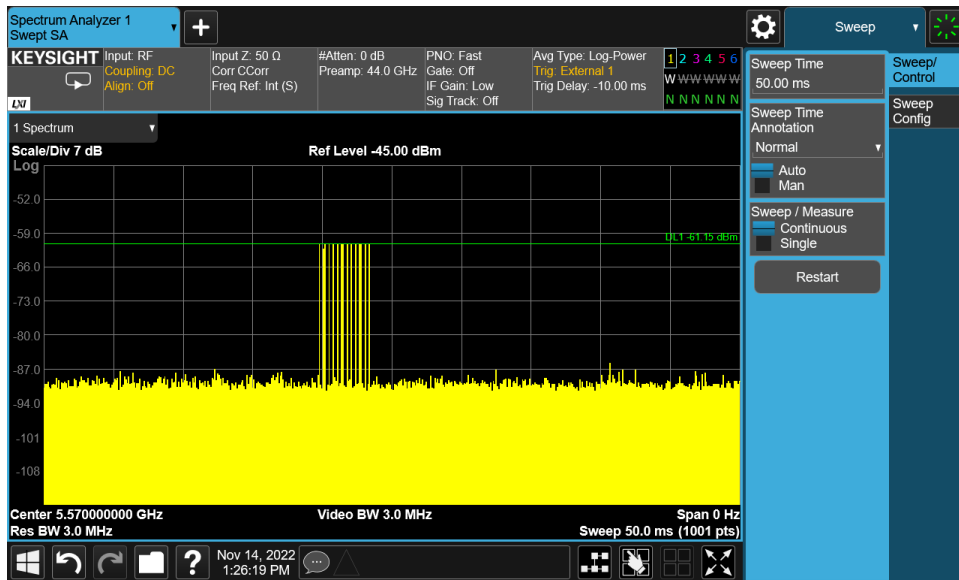 Spectrum Analyzer 1
Swept SA
+
Sweep
KEYSIGHT
LXI
Input: RF
Coupling: DC
Align: Off
Input Z: 50 Ω
Corr CCorr
Freq Ref: Int (S)
#Atten: 0 dB
Preamp: 44.0 GHz
PNO: Fast
Gate: Off
IF Gain: Low
Sig Track: Off
Avg Type: Log-Power
Trig: External 1
Trig Delay: -10.00 ms
1 2 3 4 5 6
W W W W W W
N N N N N N
1 Spectrum
Scale/Div 7 dB
Ref Level -45.00 dBm
Log
-52.0
-59.0
DL1 -61.15 dBm
-66.0
-73.0
-80.0
-87.0
-94.0
-101
-108
Center 5.570000000 GHz
Video BW 3.0 MHz
Span 0 Hz
Res BW 3.0 MHz
Sweep 50.0 ms (1001 pts)
Sweep Time
50.00 ms
Sweep Time
Annotation
Normal
Auto
Man
Sweep / Measure
Continuous
Single
Restart
Sweep/
Control
Sweep
Config
?
Nov 14, 2022
1:26:19 PM